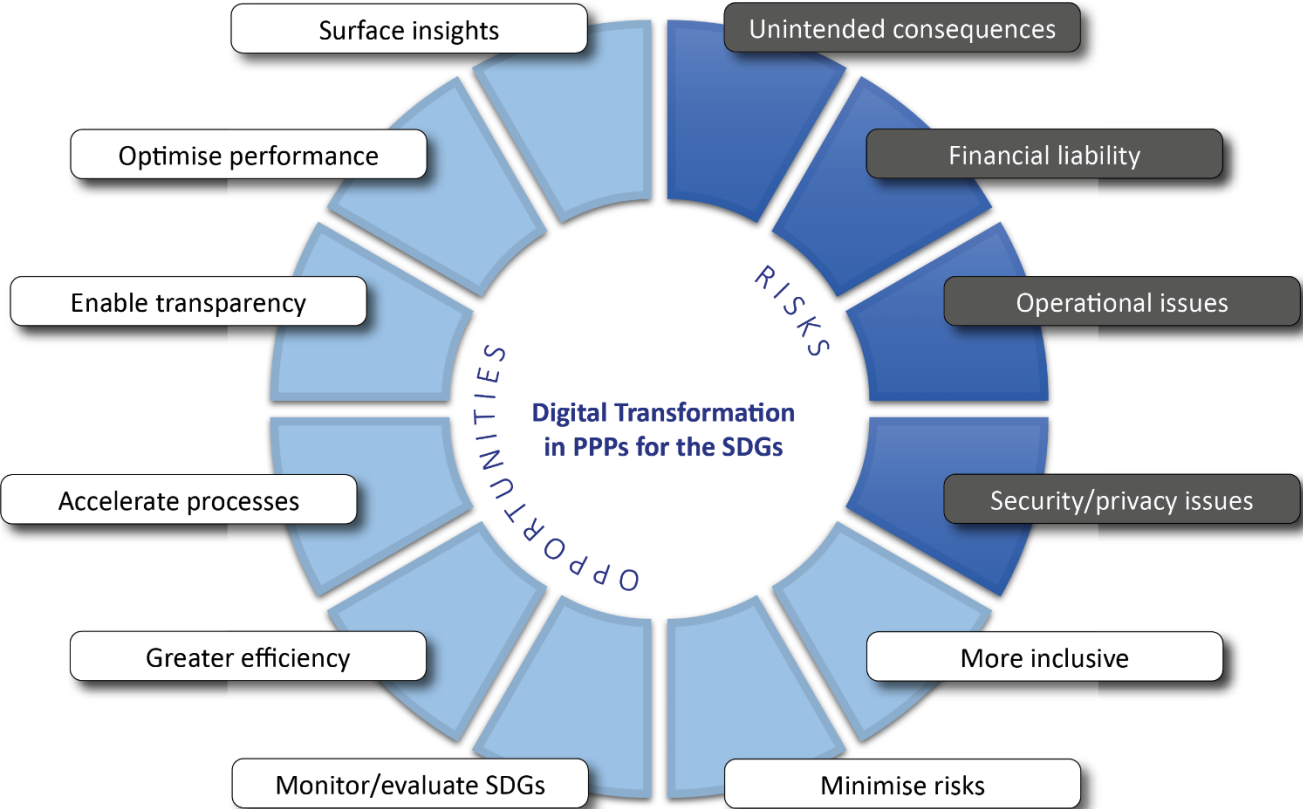 Surface insights
Unintended consequences
Optimise performance
Financial liability
Enable transparency
Operational issues
RISKS
OPPORTUNITIES
Digital Transformation
in PPPs for the SDGs
Accelerate processes
Security/privacy issues
Greater efficiency
More inclusive
Monitor/evaluate SDGs
Minimise risks